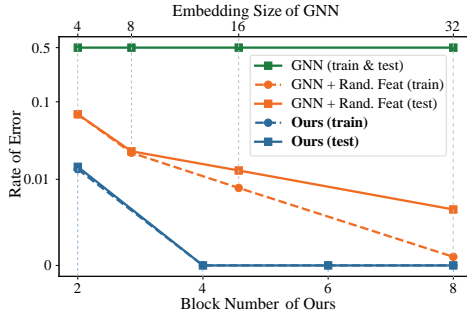 Embedding Size of GNN
4 8 16 32
0.5
0.1
0.01
0
Rate of Error
GNN (train & test)
GNN + Rand. Feat (train)
GNN + Rand. Feat (test)
Ours (train)
Ours (test)
2 4 6 8
Block Number of Ours